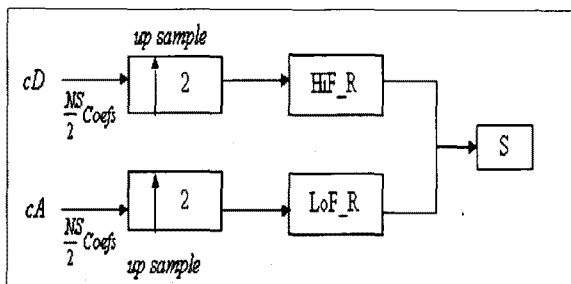 up sample
cD
2
HiF_R
NS/2 Coefs
S
cA
2
LoF_R
NS/2 Coefs
up sample